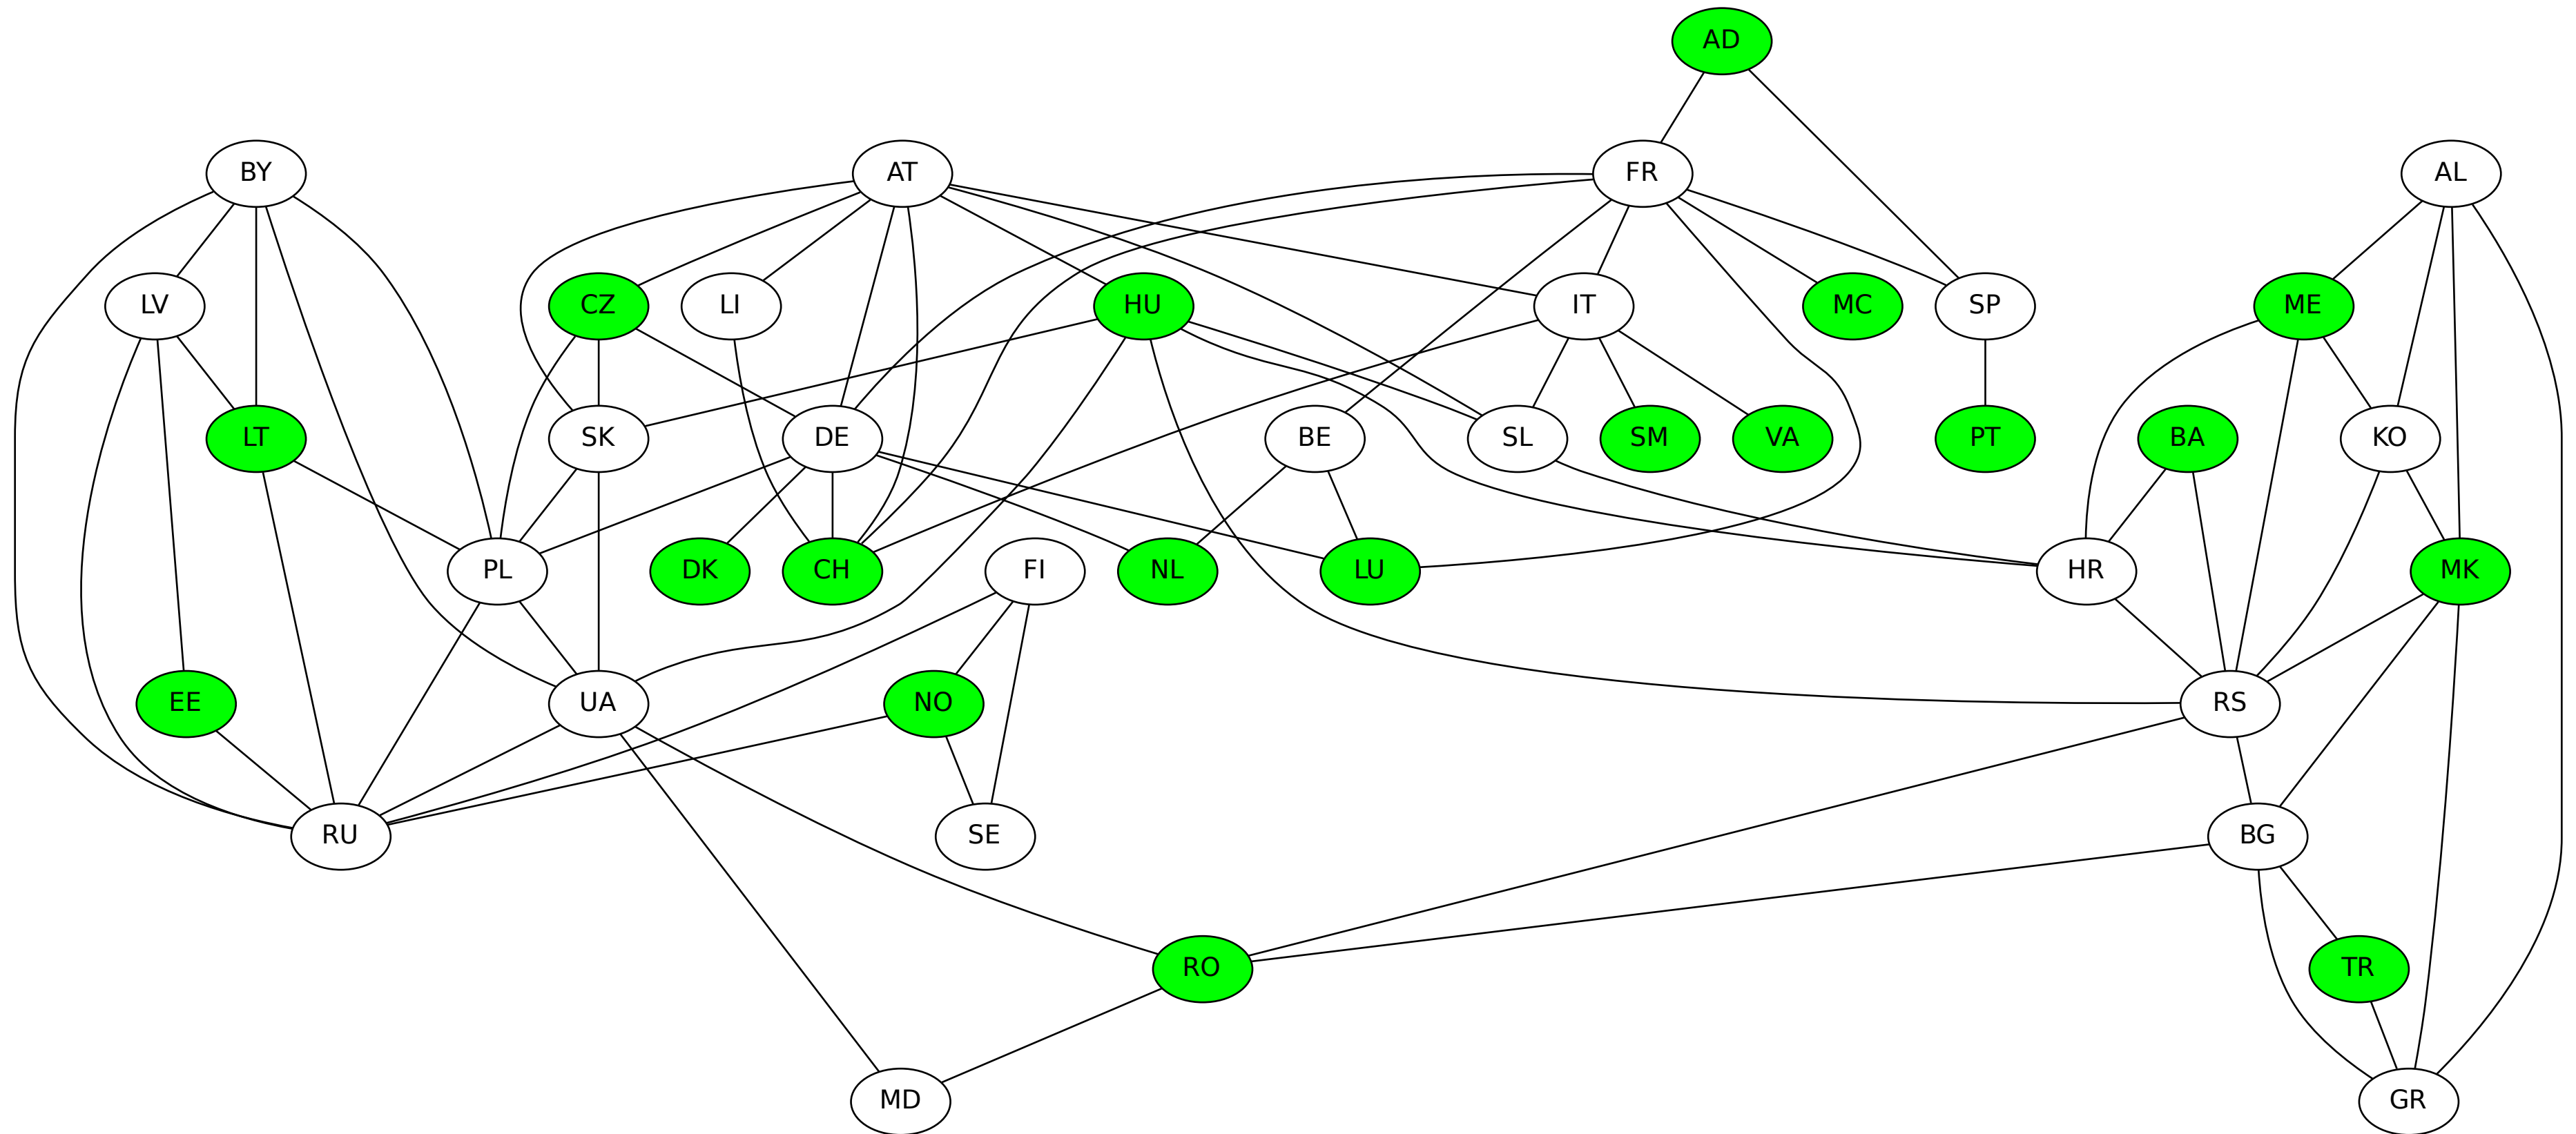 AD
BY
AT
FR
AL
LV
CZ
LI
HU
IT
MC
SP
ME
LT
SK
DE
BE
SL
SM
VA
PT
BA
KO
PL
DK
CH
FI
NL
LU
HR
MK
EE
UA
NO
RS
RU
SE
BG
RO
TR
MD
GR